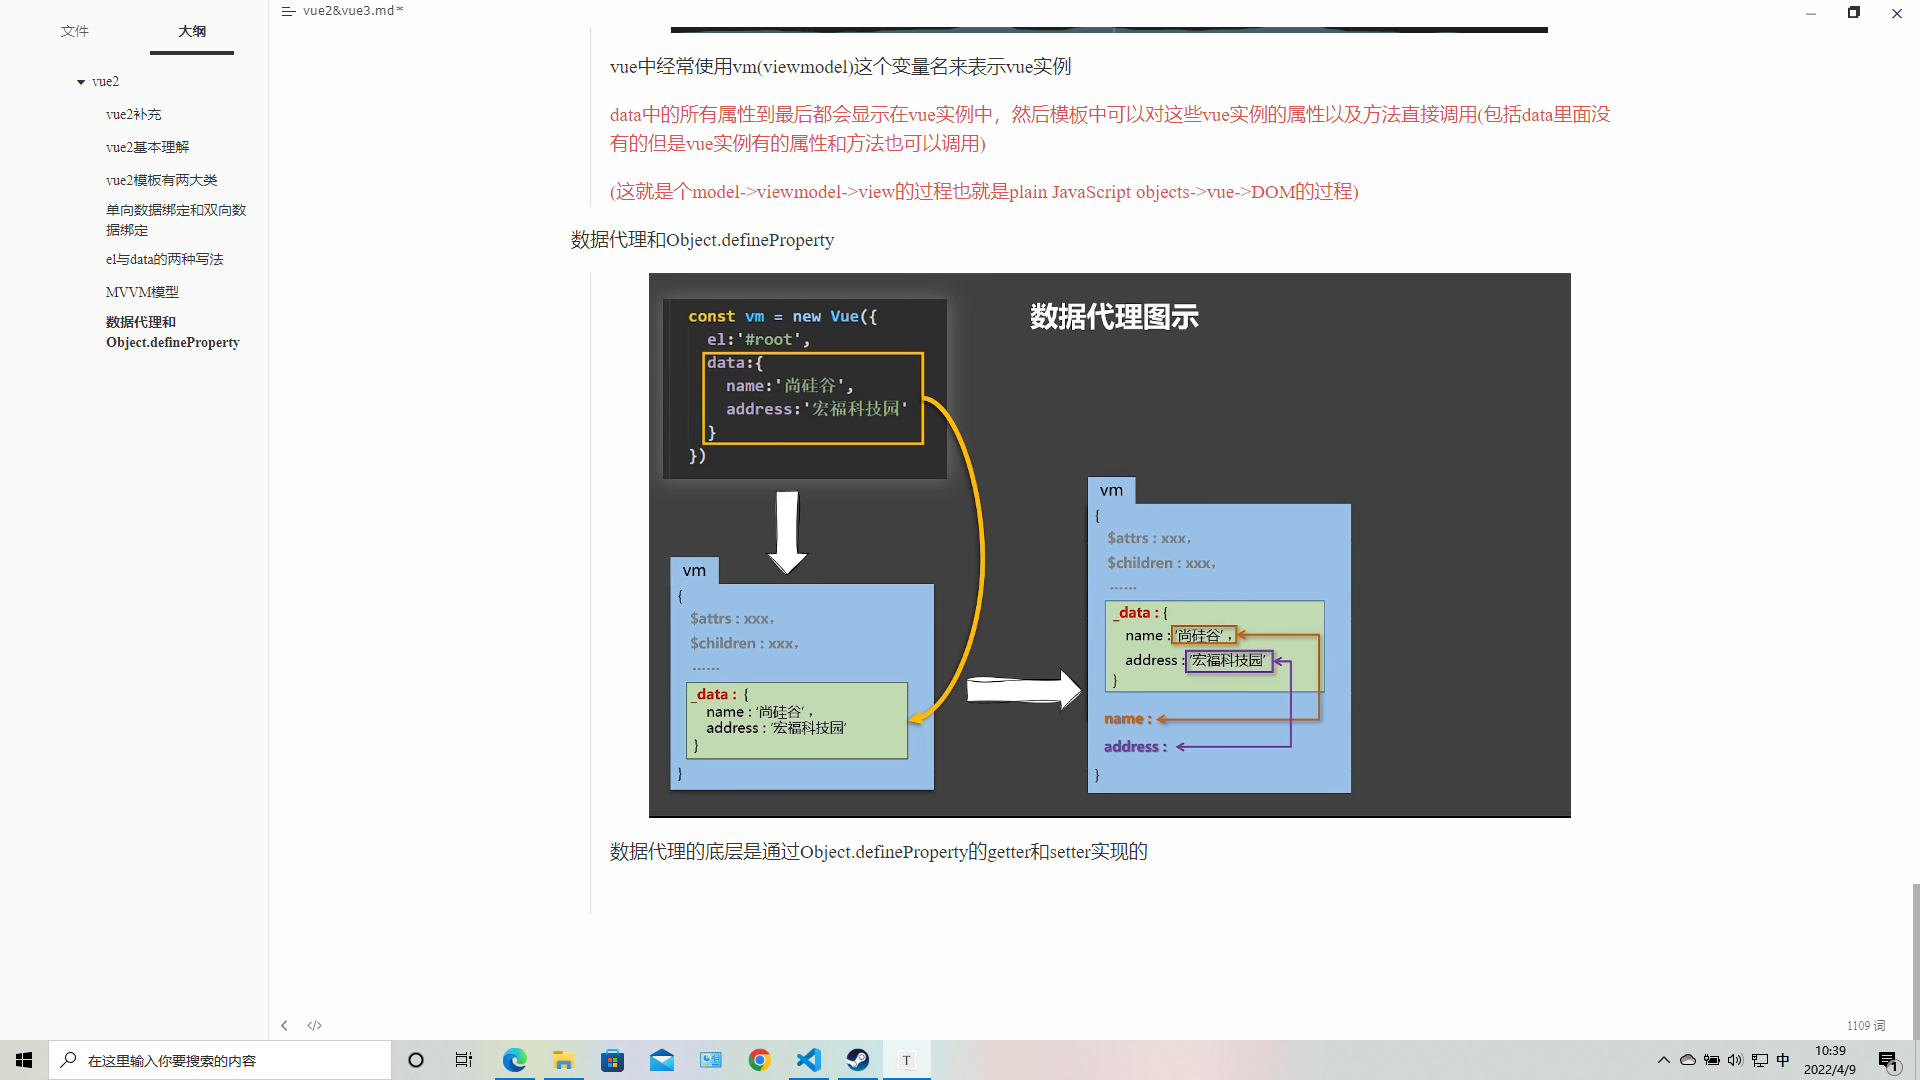 文件
大纲
vue2&vue3.md*
vue2
vue2补充
vue2基本理解
vue2模板有两大类
单向数据绑定和双向数
据绑定
el与data的两种写法
MVVM模型
数据代理和
Object.defineProperty
vue中经常使用vm(viewmodel)这个变量名来表示vue实例
data中的所有属性到最后都会显示在vue实例中，然后模板中可以对这些vue实例的属性以及方法直接调用(包括data里面没
有的但是vue实例有的属性和方法也可以调用)
(这就是个model->viewmodel->view的过程也就是plain JavaScript objects->vue->DOM的过程)
数据代理和Object.defineProperty
数据代理图示
const vm = new Vue({
el:'#root',
data:{
name:'尚硅谷',
address:'宏福科技园'
}
})
vm
{
$attrs : xxx，
$children : xxx，
......
_data : {
name : '尚硅谷' ，
address : '宏福科技园'
}
}
vm
{
$attrs : xxx，
$children : xxx，
......
_data : {
name : '尚硅谷' ，
address : '宏福科技园'
}
name :
address :
}
数据代理的底层是通过Object.defineProperty的getter和setter实现的
</>
1109 词
在这里输入你要搜索的内容
T
中
10:39
2022/4/9
1